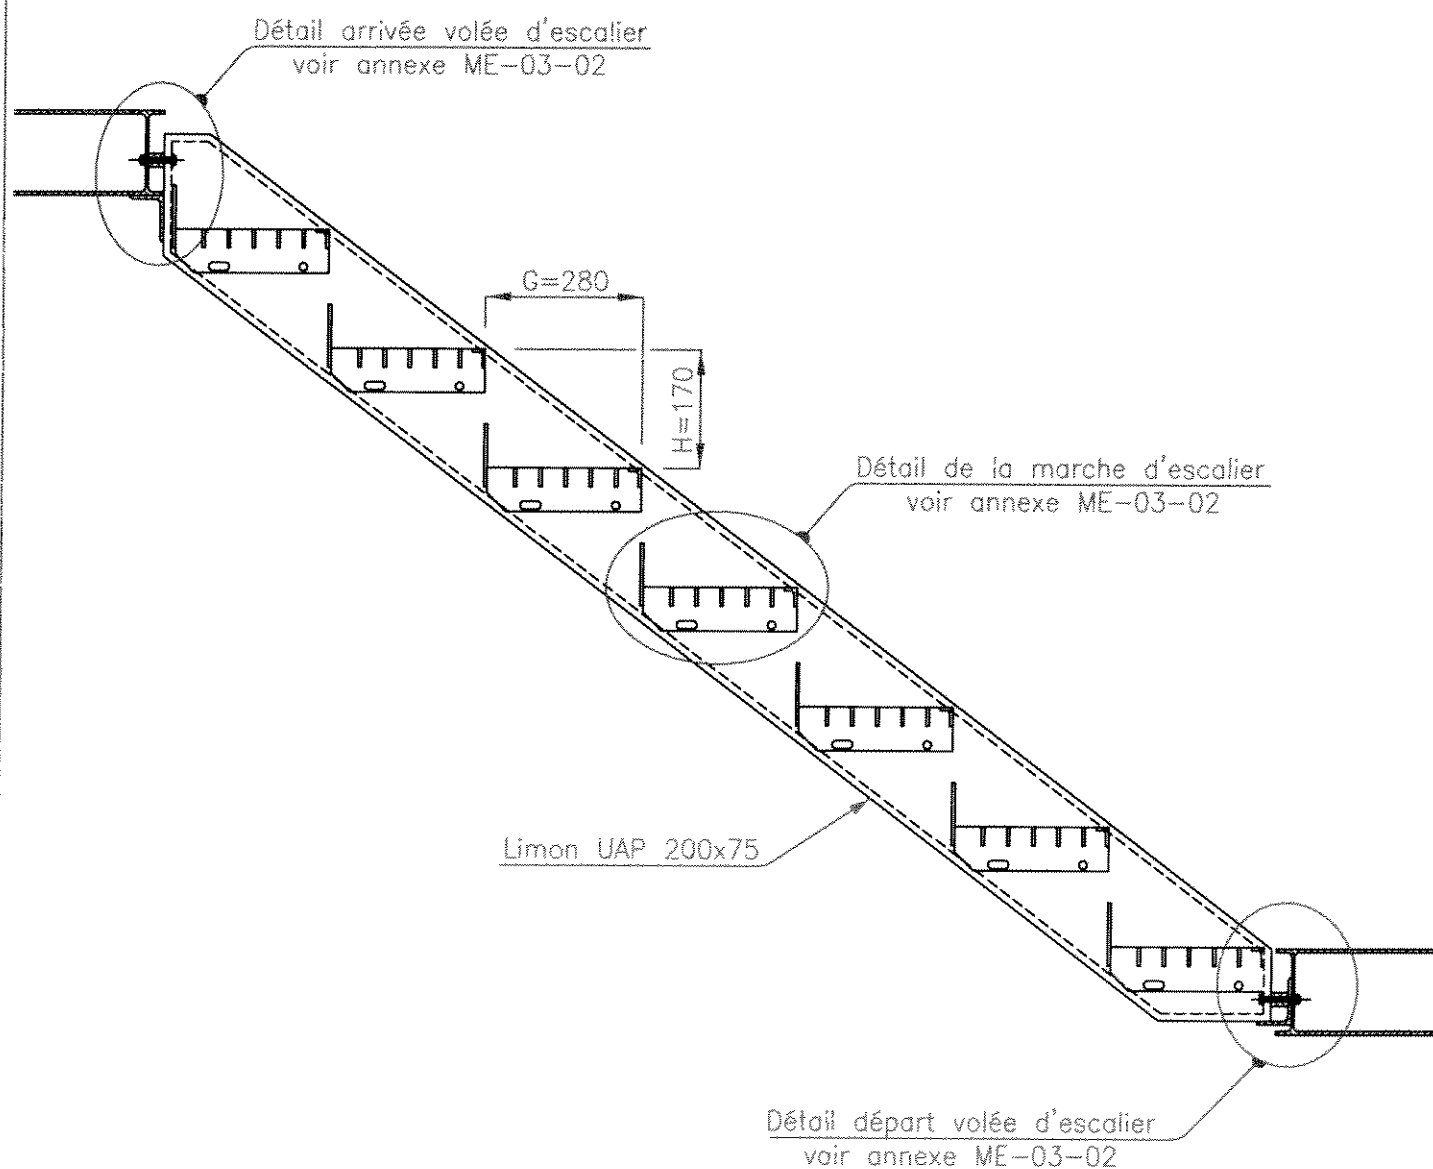 Détail arrivée volée d'escalier
voir annexe ME-03-02
G=280
H=170
Détail de la marche d'escalier
voir annexe ME-03-02
Limon UAP 200x75
Détail départ volée d'escalier
voir annexe ME-03-02